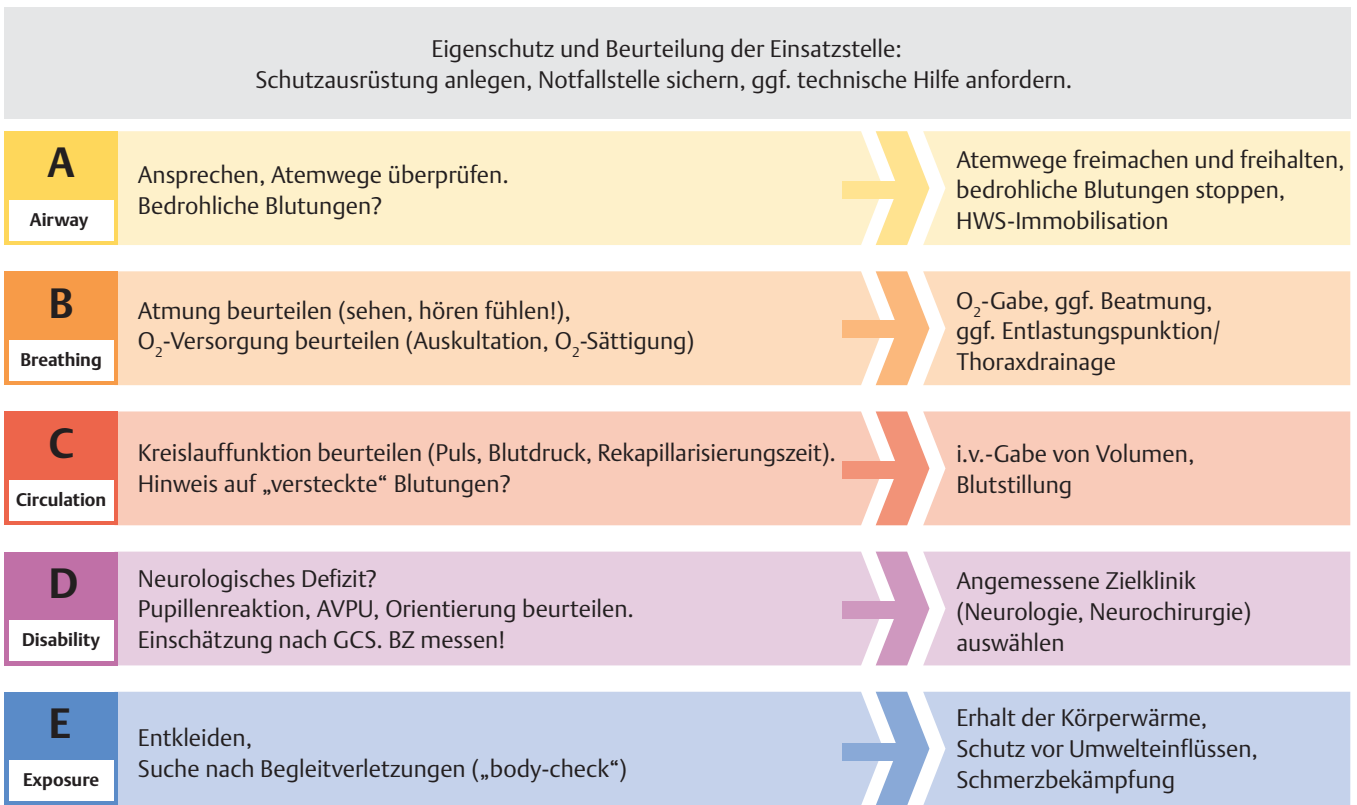 Eigenschutz und Beurteilung der Einsatzstelle:
Schutzausrüstung anlegen, Notfallstelle sichern, ggf. technische Hilfe anfordern.
A
Airway
Ansprechen, Atemwege überprüfen.
Bedrohliche Blutungen?
Atemwege freimachen und freihalten,
bedrohliche Blutungen stoppen,
HWS-Immobilisation
B
Breathing
Atmung beurteilen (sehen, hören fühlen!),
O₂-Versorgung beurteilen (Auskultation, O₂-Sättigung)
O₂-Gabe, ggf. Beatmung,
ggf. Entlastungspunktion/
Thoraxdrainage
C
Circulation
Kreislauffunktion beurteilen (Puls, Blutdruck, Rekapillarisierungszeit).
Hinweis auf „versteckte“ Blutungen?
i.v.-Gabe von Volumen,
Blutstillung
D
Disability
Neurologisches Defizit?
Pupillenreaktion, AVPU, Orientierung beurteilen.
Einschätzung nach GCS. BZ messen!
Angemessene Zielklinik
(Neurologie, Neurochirurgie)
auswählen
E
Exposure
Entkleiden,
Suche nach Begleitverletzungen („body-check“)
Erhalt der Körperwärme,
Schutz vor Umwelteinflüssen,
Schmerzbekämpfung